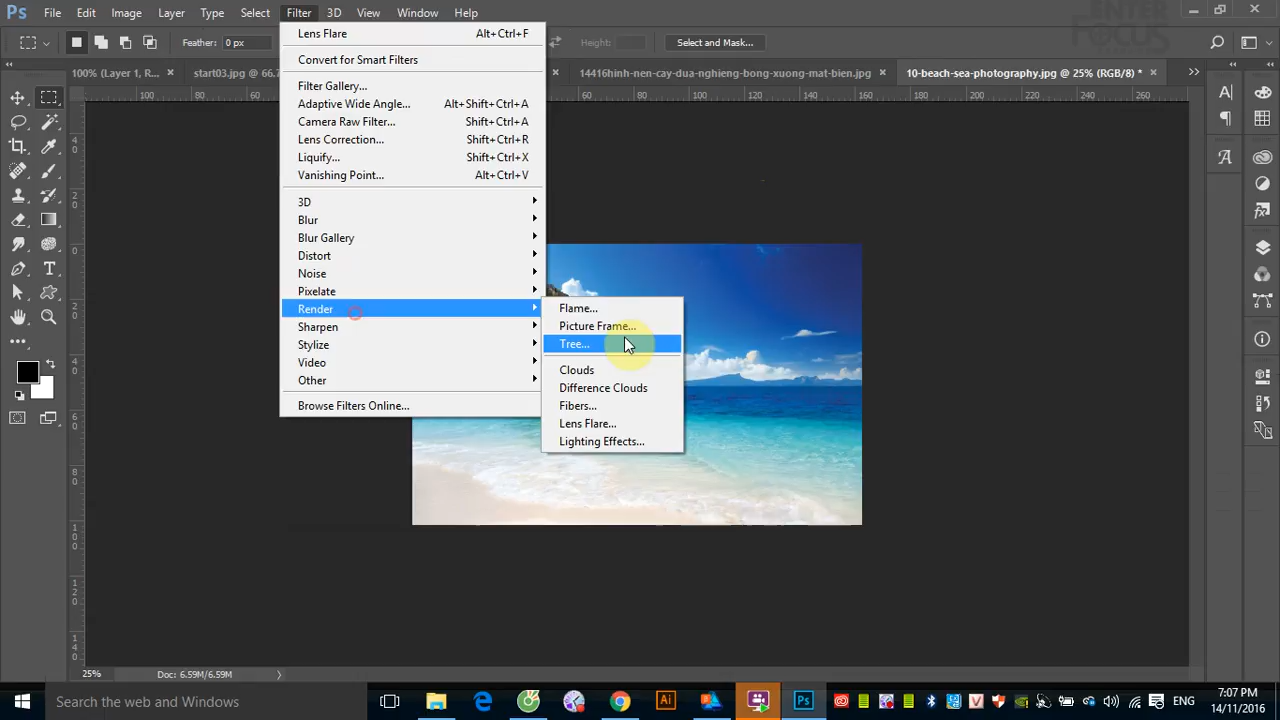 Ps File Edit Image Layer Type Select Filter 3D View Window Help
ENTER FOCUS
Feather: 0 px Height: Select and Mask...
100% (Layer 1, R... × start03.jpg @ 66.7 × 14416hinh-nen-cay-dua-nghieng-bong-xuong-mat-bien.jpg × 10-beach-sea-photography.jpg @ 25% (RGB/8) * ×
Lens Flare Alt+Ctrl+F
Convert for Smart Filters
Filter Gallery...
Adaptive Wide Angle... Alt+Shift+Ctrl+A
Camera Raw Filter... Shift+Ctrl+A
Lens Correction... Shift+Ctrl+R
Liquify... Shift+Ctrl+X
Vanishing Point... Alt+Ctrl+V
3D
Blur
Blur Gallery
Distort
Noise
Pixelate
Render
Sharpen
Stylize
Video
Other
Browse Filters Online...
Flame...
Picture Frame...
Tree...
Clouds
Difference Clouds
Fibers...
Lens Flare...
Lighting Effects...
25% Doc: 6.59M/6.59M
Search the web and Windows
Ai Ps
7:07 PM
14/11/2016